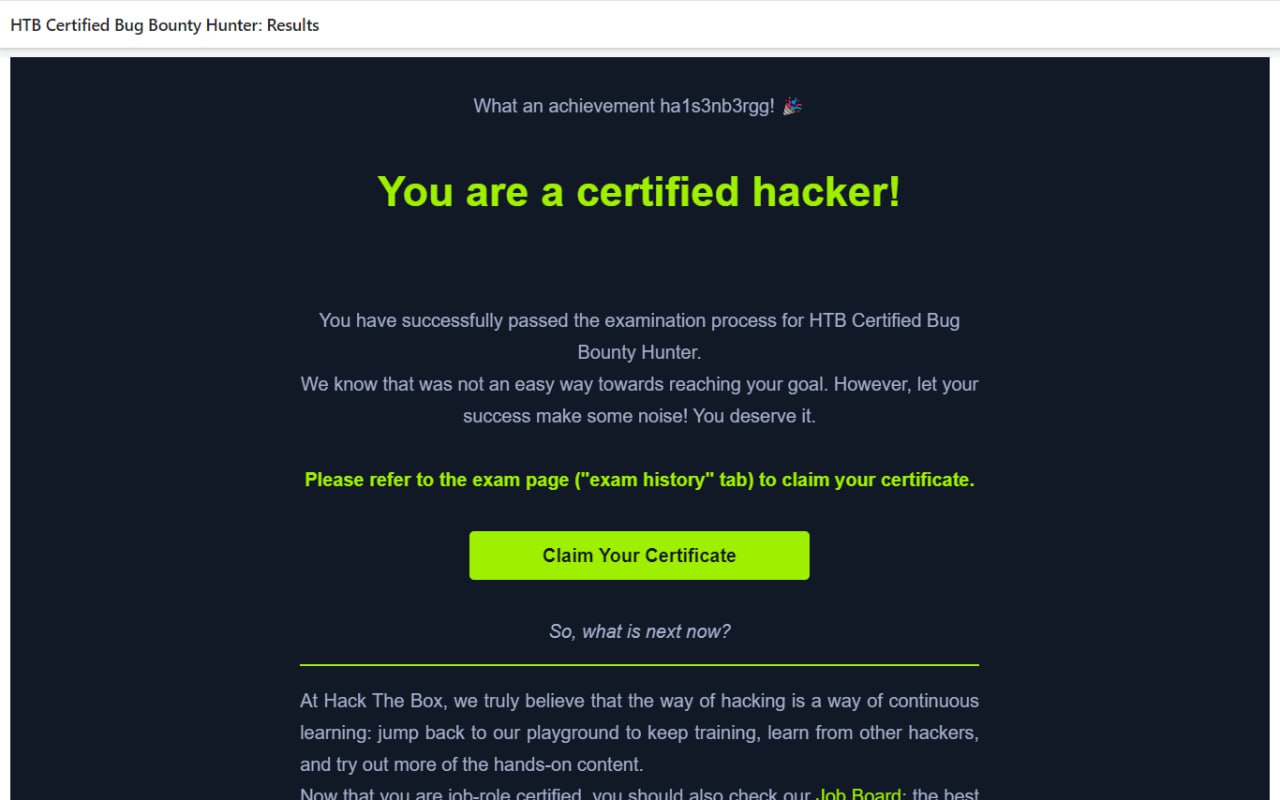 HTB Certified Bug Bounty Hunter: Results
What an achievement ha1s3nb3rgg! 🎉
You are a certified hacker!
You have successfully passed the examination process for HTB Certified Bug
Bounty Hunter.
We know that was not an easy way towards reaching your goal. However, let your
success make some noise! You deserve it.
Please refer to the exam page ("exam history" tab) to claim your certificate.
Claim Your Certificate
So, what is next now?
At Hack The Box, we truly believe that the way of hacking is a way of continuous
learning: jump back to our playground to keep training, learn from other hackers,
and try out more of the hands-on content.
Now that you are job-role certified, you should also check our Job Board: the best